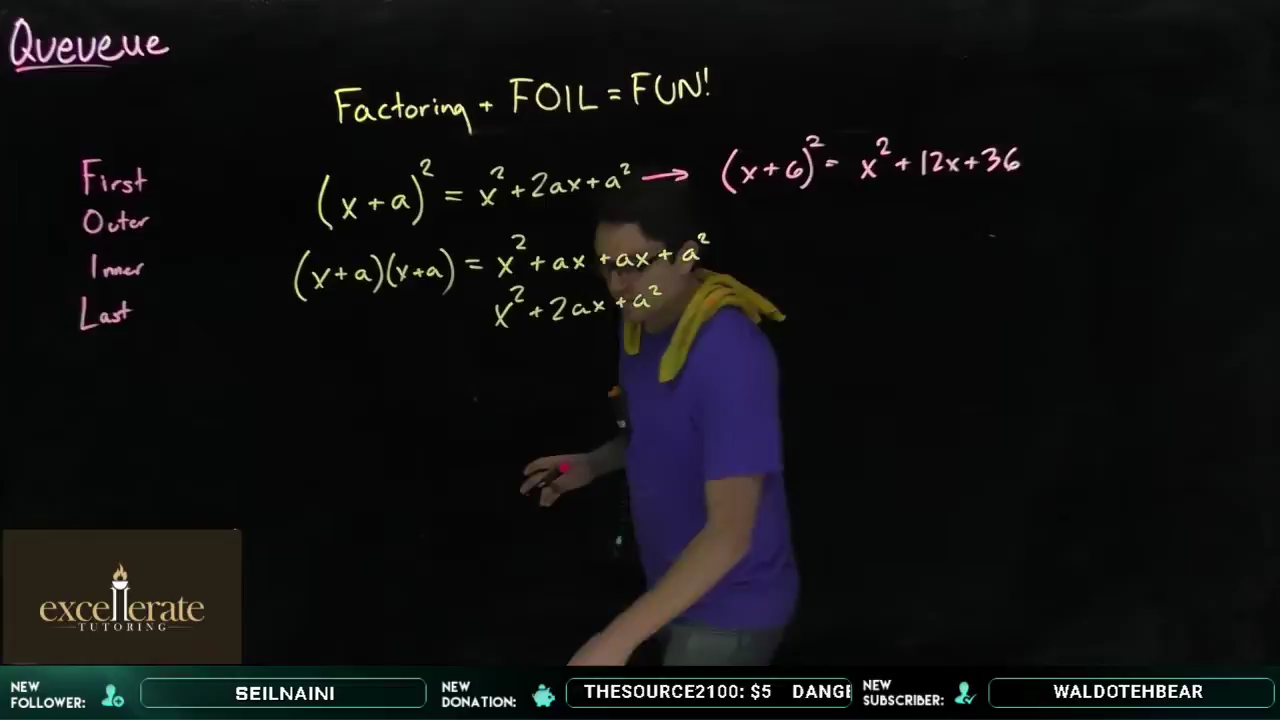 Queueue
Factoring + FOIL = FUN!
First
Outer
Inner
Last
(x+a)² = x²+2ax+a² → (x+6)² = x²+12x+36
(x+a)(x+a) = x²+ax+ax+a²
x²+2ax+a²
excellerate
TUTORING
NEW FOLLOWER: SEILNAINI
NEW DONATION: THESOURCE2100: $5 DANGE
NEW SUBSCRIBER: WALDOTEHBEAR